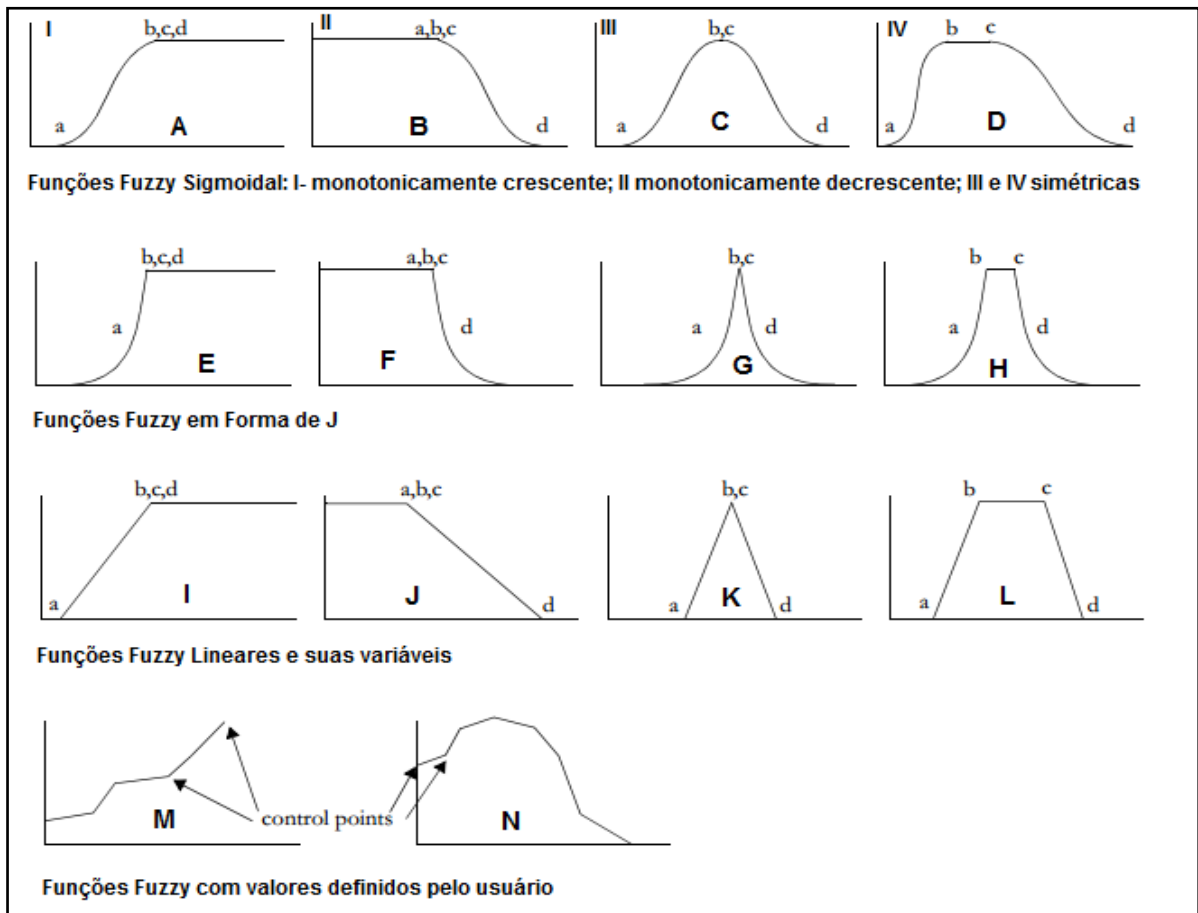 I
b,c,d
a
A
II
a,b,c
B
d
III
b,c
a
C
d
IV
b c
a
D
d
Funções Fuzzy Sigmoidal: I- monotonicamente crescente; II monotonicamente decrescente; III e IV simétricas
b,c,d
a
E
a,b,c
d
F
b,c
a d
G
b c
a d
H
Funções Fuzzy em Forma de J
b,c,d
a
I
a,b,c
J
d
b,c
a
K
d
b c
a
L
d
Funções Fuzzy Lineares e suas variáveis
M
control points
N
Funções Fuzzy com valores definidos pelo usuário